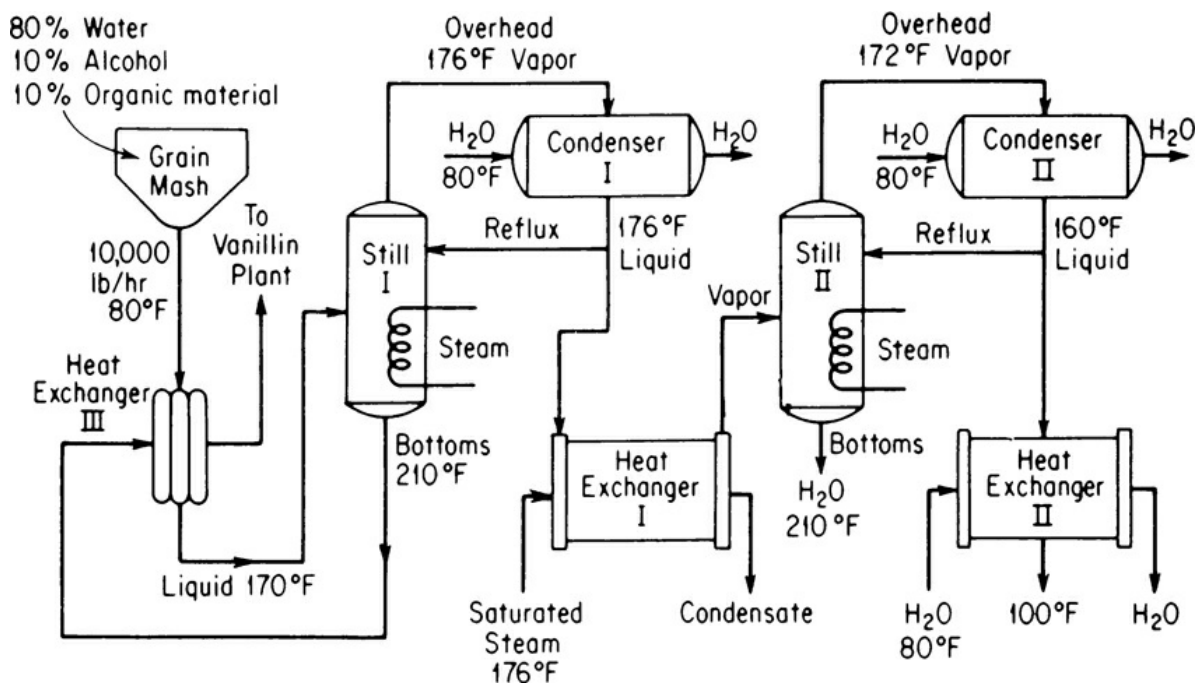 80% Water
10% Alcohol
10% Organic material
Grain
Mash
10,000
lb/hr
80°F
To
Vanillin
Plant
Heat
Exchanger
III
Liquid 170°F
Overhead
176°F Vapor
H₂O
80°F
Condenser
I
H₂O
Still
I
Reflux
176°F
Liquid
Steam
Bottoms
210°F
Heat
Exchanger
I
Saturated
Steam
176°F
Condensate
Vapor
Overhead
172°F Vapor
H₂O
80°F
Condenser
II
H₂O
Still
II
Reflux
160°F
Liquid
Steam
Bottoms
H₂O
210°F
Heat
Exchanger
II
H₂O
80°F
100°F
H₂O